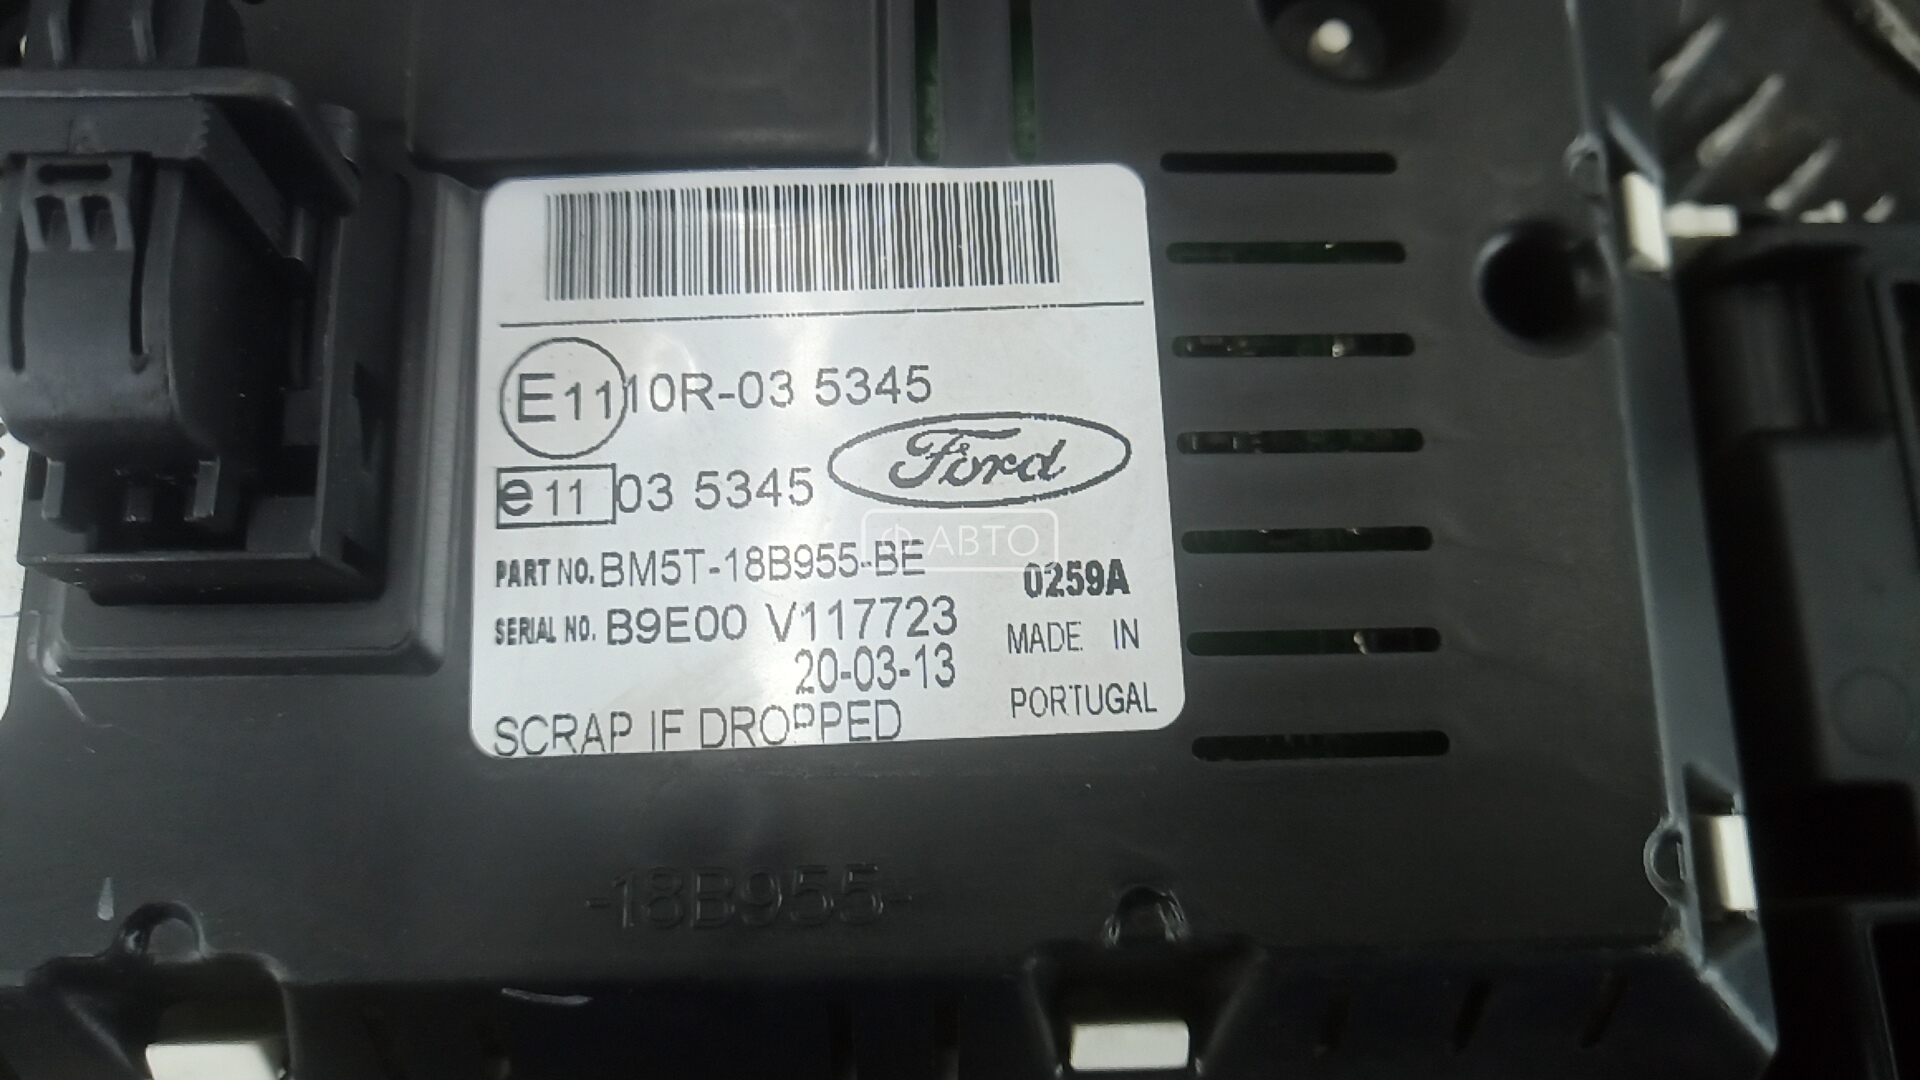 E11 10R-03 5345
Ford
e11 03 5345
ФАВТО
PART NO. BM5T-18B955-BE
0259A
SERIAL NO. B9E00 V117723
MADE IN
20-03-13
PORTUGAL
SCRAP IF DROPPED
-18B955-